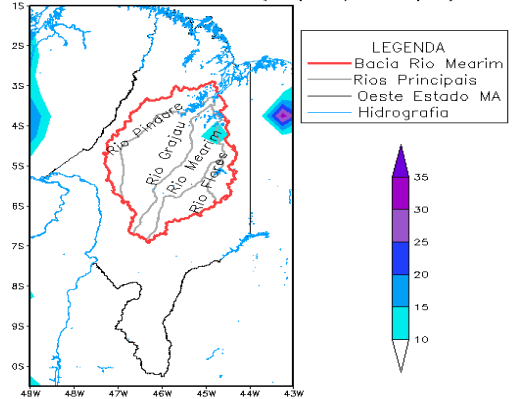 1S
2S
3S
4S
5S
6S
7S
8S
9S
0S
48W
47W
46W
45W
44W
43W
Rio Pindare
Rio Grajau
Rio Mearim
Rio Flores
LEGENDA
Bacia Rio Mearim
Rios Principais
Oeste Estado MA
Hidrografia
35
30
25
20
15
10